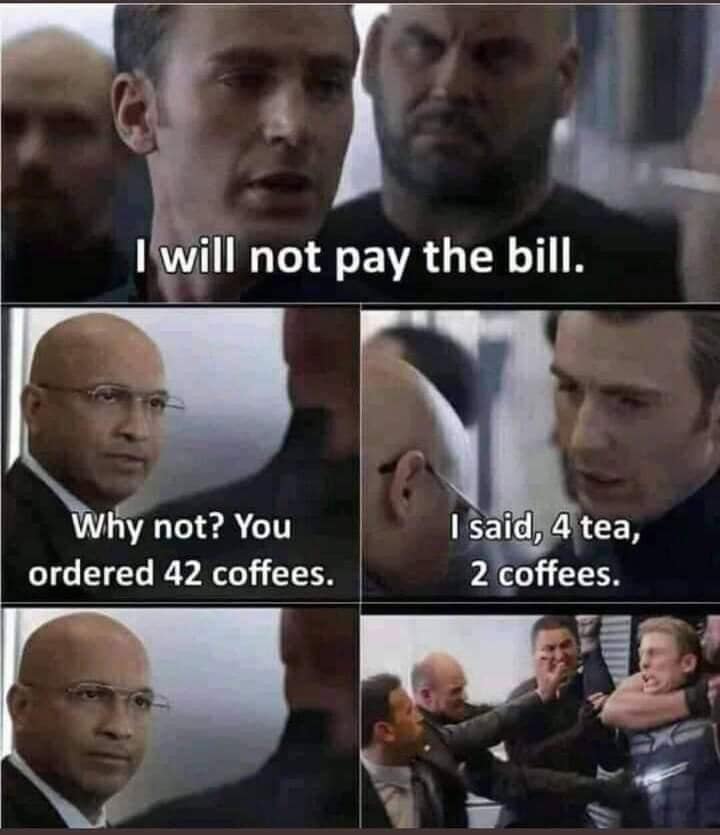 I will not pay the bill.
Why not? You
ordered 42 coffees.
I said, 4 tea,
2 coffees.